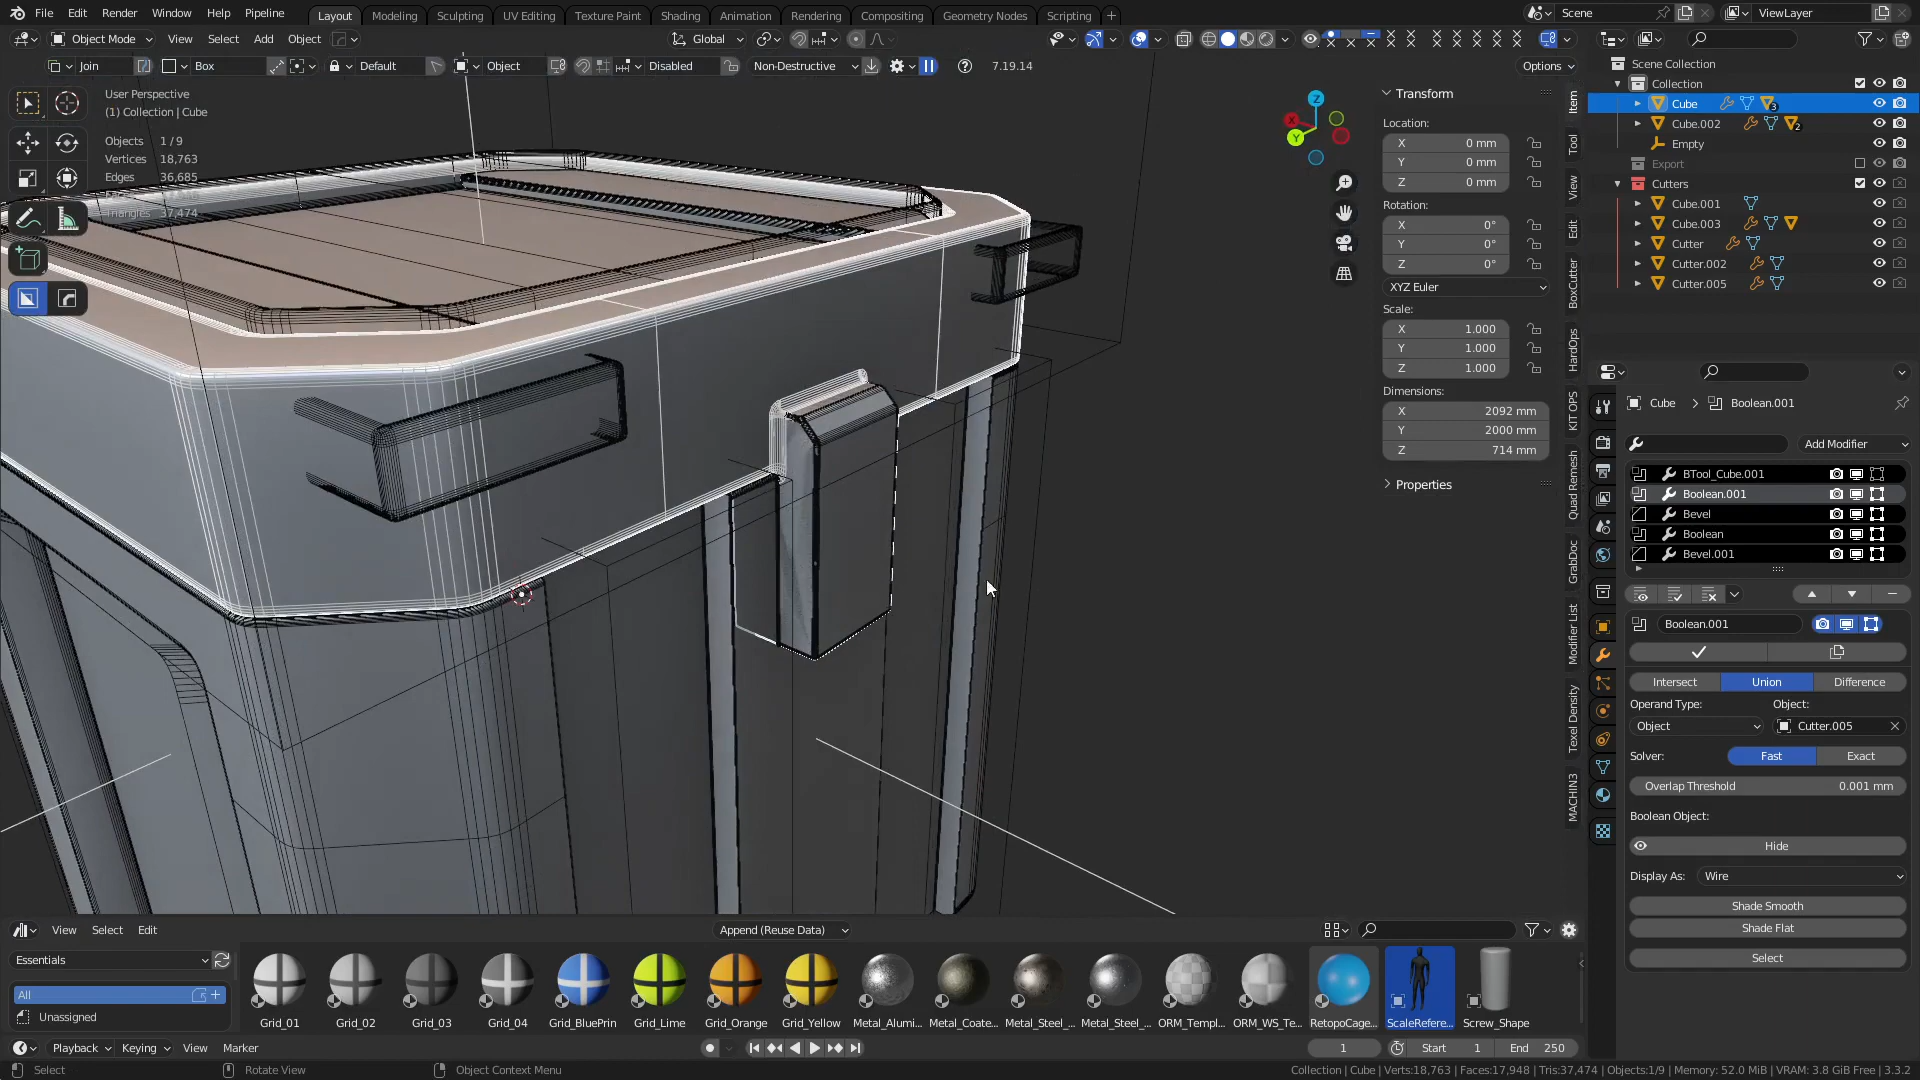 File Edit Render Window Help Pipeline Layout Modeling Sculpting UV Editing Texture Paint Shading Animation Rendering Compositing Geometry Nodes Scripting Scene ViewLayer
Object Mode View Select Add Object Global
Join Box Default Object Disabled Non-Destructive 7.19.14 Options
User Perspective
(1) Collection | Cube
Objects 1/9
Vertices 18,763
Edges 36,685
Triangles 37,474
Z
X
Y
Transform
Location:
X 0 mm
Y 0 mm
Z 0 mm
Rotation:
X 0°
Y 0°
Z 0°
XYZ Euler
Scale:
X 1.000
Y 1.000
Z 1.000
Dimensions:
X 2092 mm
Y 2000 mm
Z 714 mm
Properties
Item
Tool
View
Edit
BoxCutter
HardOps
KIT OPS
Quad Remesh
GrabDoc
Modifier List
Texel Density
MACHIN3
Scene Collection
Collection
Cube 3
Cube.002 2
Empty
Export
Cutters
Cube.001
Cube.003
Cutter
Cutter.002
Cutter.005
Cube Boolean.001
Add Modifier
BTool_Cube.001
Boolean.001
Bevel
Boolean
Bevel.001
Boolean.001
Intersect Union Difference
Operand Type: Object:
Object Cutter.005
Solver: Fast Exact
Overlap Threshold 0.001 mm
Boolean Object:
Hide
Display As: Wire
Shade Smooth
Shade Flat
Select
View Select Edit Append (Reuse Data)
Essentials
All
Unassigned
Grid_01 Grid_02 Grid_03 Grid_04 Grid_BluePrin Grid_Lime Grid_Orange Grid_Yellow Metal_Alumi... Metal_Coate... Metal_Steel_... Metal_Steel_... ORM_Templ... ORM_WS_Te... RetopoCage... ScaleRefere... Screw_Shape
Playback Keying View Marker 1 Start 1 End 250
Select Rotate View Object Context Menu Collection | Cube | Verts:18,763 | Faces:17,948 | Tris:37,474 | Objects:1/9 | Memory: 52.0 MiB | VRAM: 3.8 GiB Free | 3.3.2